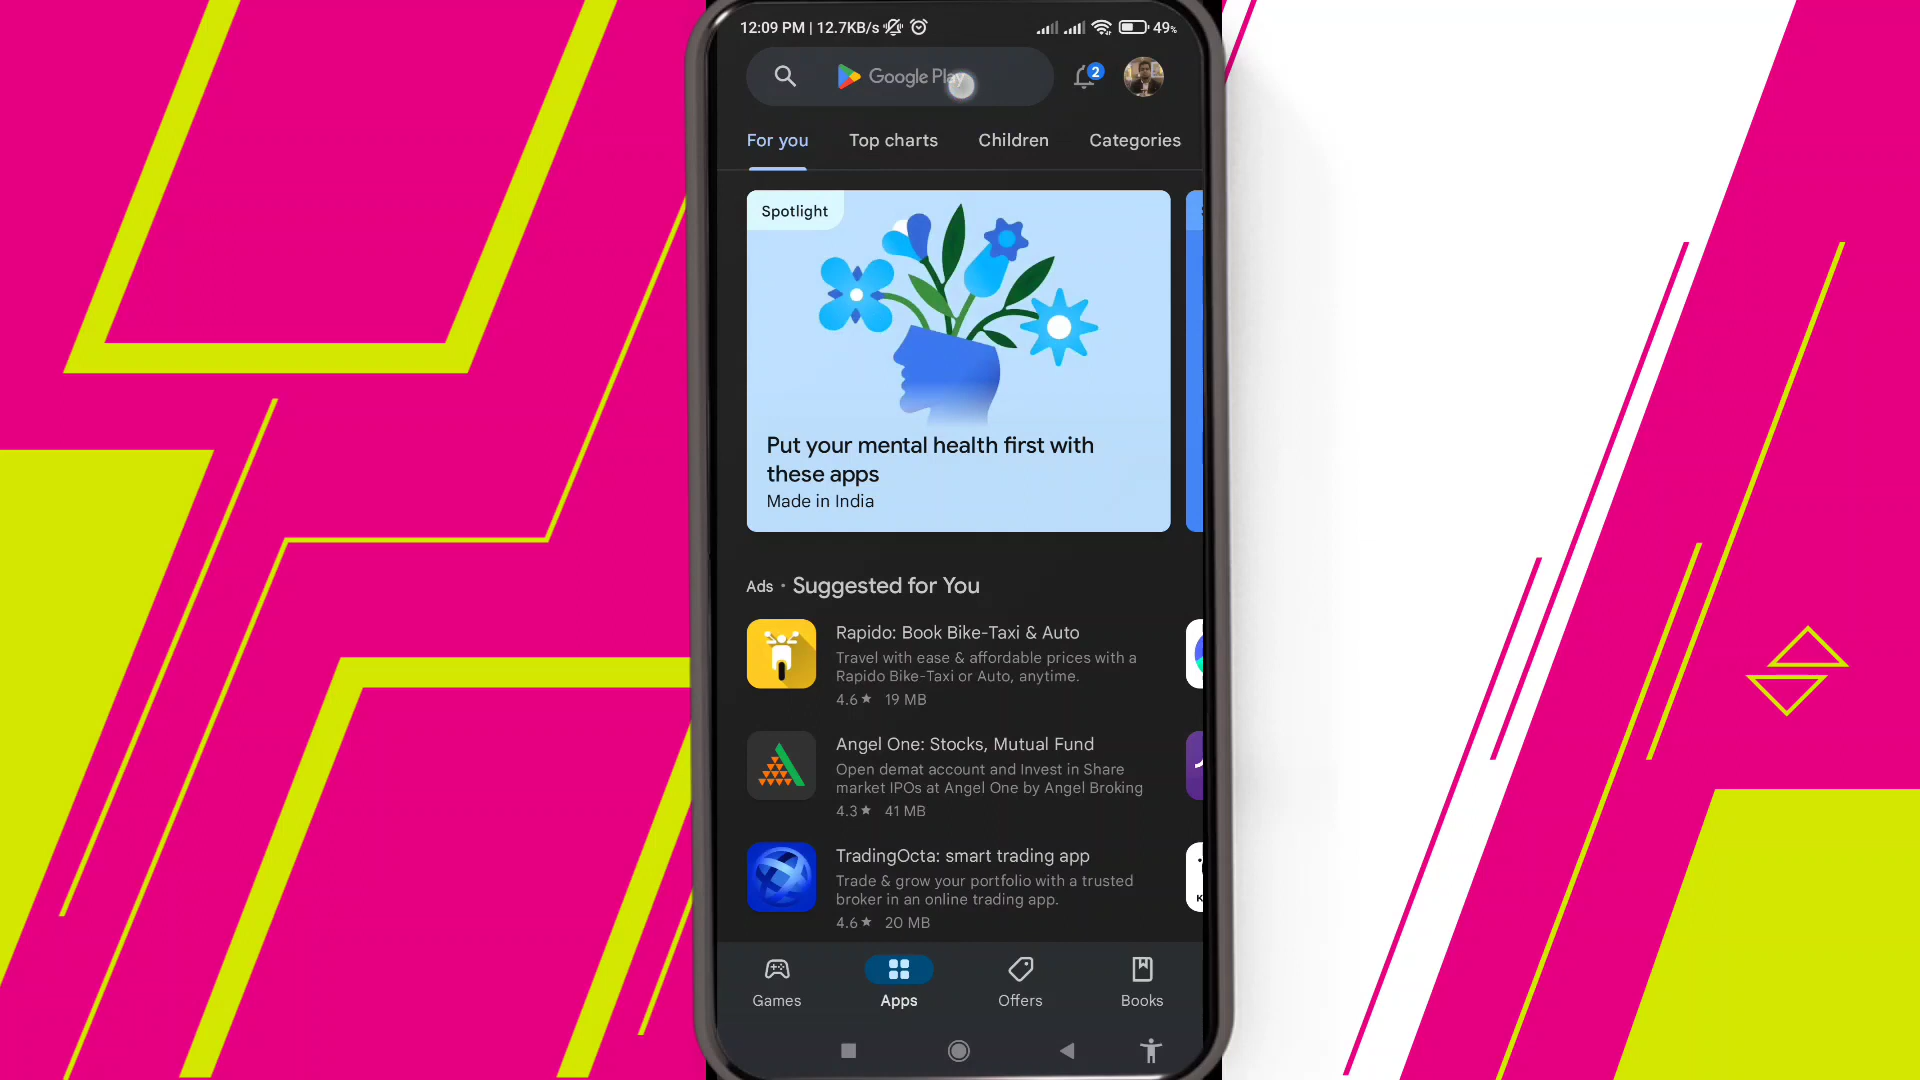 12:09 PM | 12.7KB/s 49%
Google Play 2
For you Top charts Children Categories
Spotlight
Put your mental health first with
these apps
Made in India
Ads · Suggested for You
Rapido: Book Bike-Taxi & Auto
Travel with ease & affordable prices with a
Rapido Bike-Taxi or Auto, anytime.
4.6★ 19 MB
Angel One: Stocks, Mutual Fund
Open demat account and Invest in Share
market IPOs at Angel One by Angel Broking
4.3★ 41 MB
TradingOcta: smart trading app
Trade & grow your portfolio with a trusted
broker in an online trading app.
4.6★ 20 MB
Games Apps Offers Books